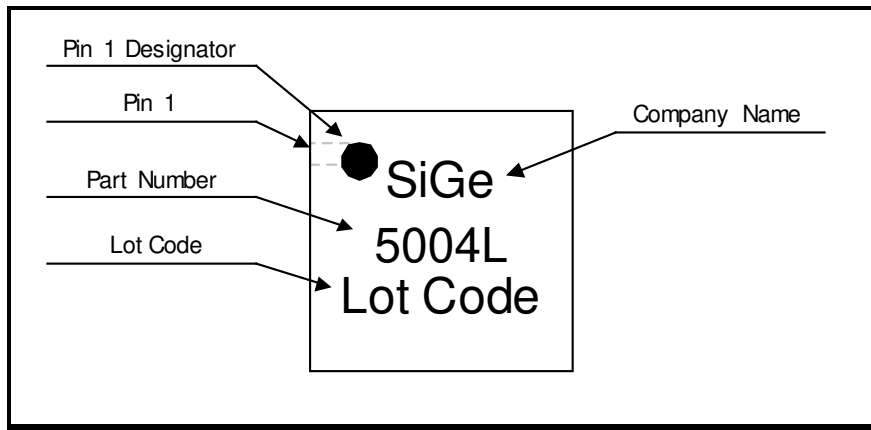 Pin 1 Designator
Pin 1
Company Name
Part Number
Lot Code
SiGe
5004L
Lot Code